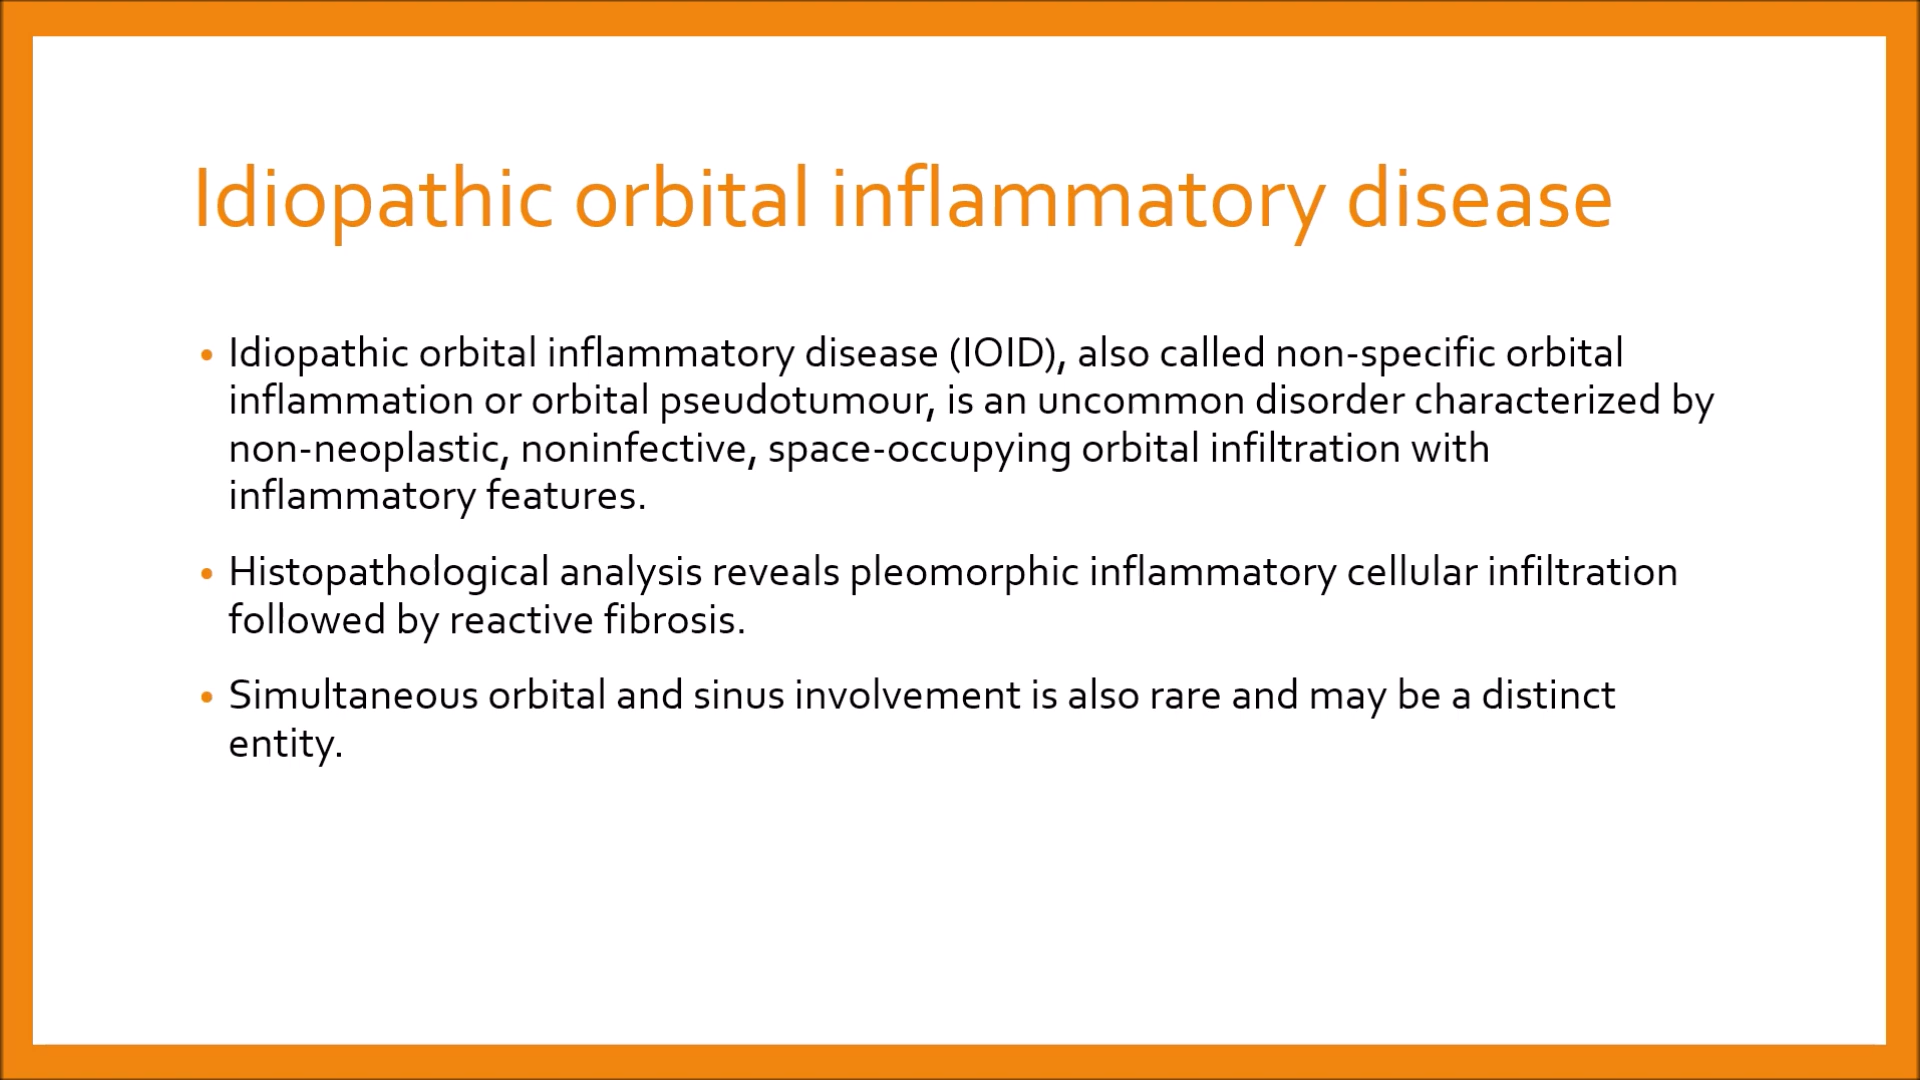 Idiopathic orbital inflammatory disease
• Idiopathic orbital inflammatory disease (IOID), also called non-specific orbital
inflammation or orbital pseudotumour, is an uncommon disorder characterized by
non-neoplastic, noninfective, space-occupying orbital infiltration with
inflammatory features.
• Histopathological analysis reveals pleomorphic inflammatory cellular infiltration
followed by reactive fibrosis.
• Simultaneous orbital and sinus involvement is also rare and may be a distinct
entity.